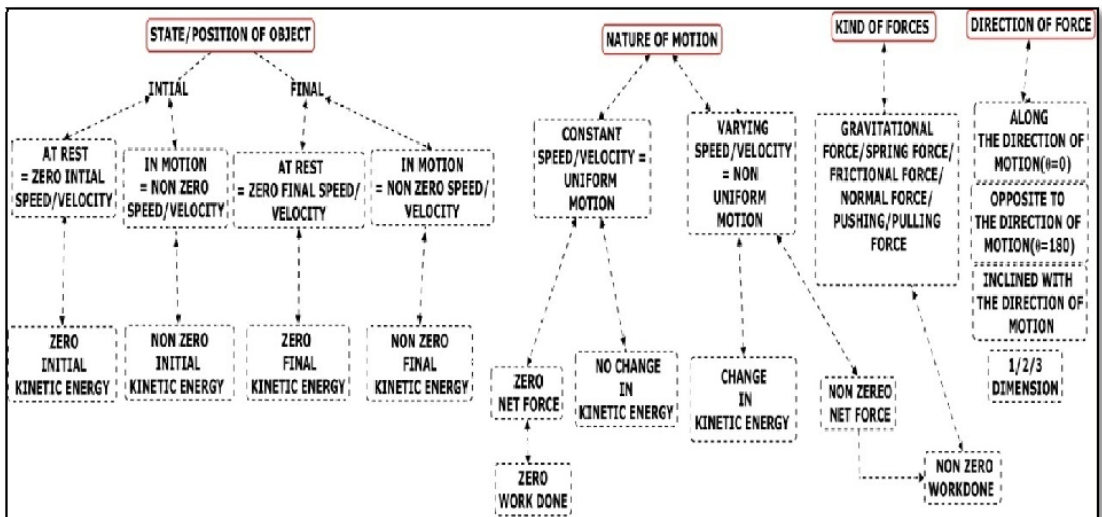 STATE/POSITION OF OBJECT
INTIAL
FINAL
AT REST
= ZERO INTIAL
SPEED/VELOCITY
IN MOTION
= NON ZERO
SPEED/VELOCITY
AT REST
= ZERO FINAL SPEED/
VELOCITY
IN MOTION
= NON ZERO SPEED/
VELOCITY
ZERO
INITIAL
KINETIC ENERGY
NON ZERO
INITIAL
KINETIC ENERGY
ZERO
FINAL
KINETIC ENERGY
NON ZERO
FINAL
KINETIC ENERGY
NATURE OF MOTION
CONSTANT
SPEED/VELOCITY =
UNIFORM
MOTION
VARYING
SPEED/VELOCITY
= NON
UNIFORM
MOTION
ZERO
NET FORCE
NO CHANGE
IN
KINETIC ENERGY
CHANGE
IN
KINETIC ENERGY
NON ZEREO
NET FORCE
ZERO
WORK DONE
NON ZERO
WORKDONE
KIND OF FORCES
GRAVITATIONAL
FORCE/SPRING FORCE/
FRICTIONAL FORCE/
NORMAL FORCE/
PUSHING/PULLING
FORCE
DIRECTION OF FORCE
ALONG
THE DIRECTION OF
MOTION(θ=0)
OPPOSITE TO
THE DIRECTION OF
MOTION(θ=180)
INCLINED WITH
THE DIRECTION OF
MOTION
1/2/3
DIMENSION